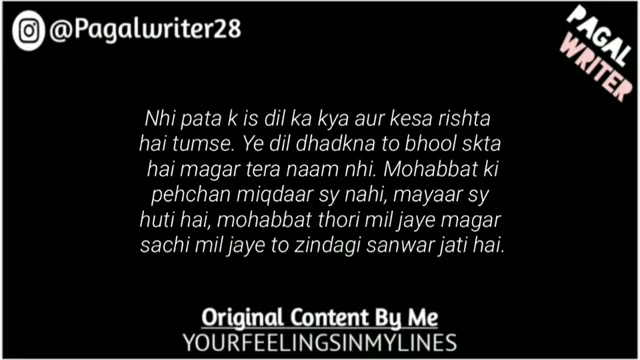 @Pagalwriter28
PAGAL
WRITER
Nhi pata k is dil ka kya aur kesa rishta
hai tumse. Ye dil dhadkna to bhool skta
hai magar tera naam nhi. Mohabbat ki
pehchan miqdaar sy nahi, mayaar sy
huti hai, mohabbat thori mil jaye magar
sachi mil jaye to zindagi sanwar jati hai.
Original Content By Me
YOURFEELINGSINMYLINES